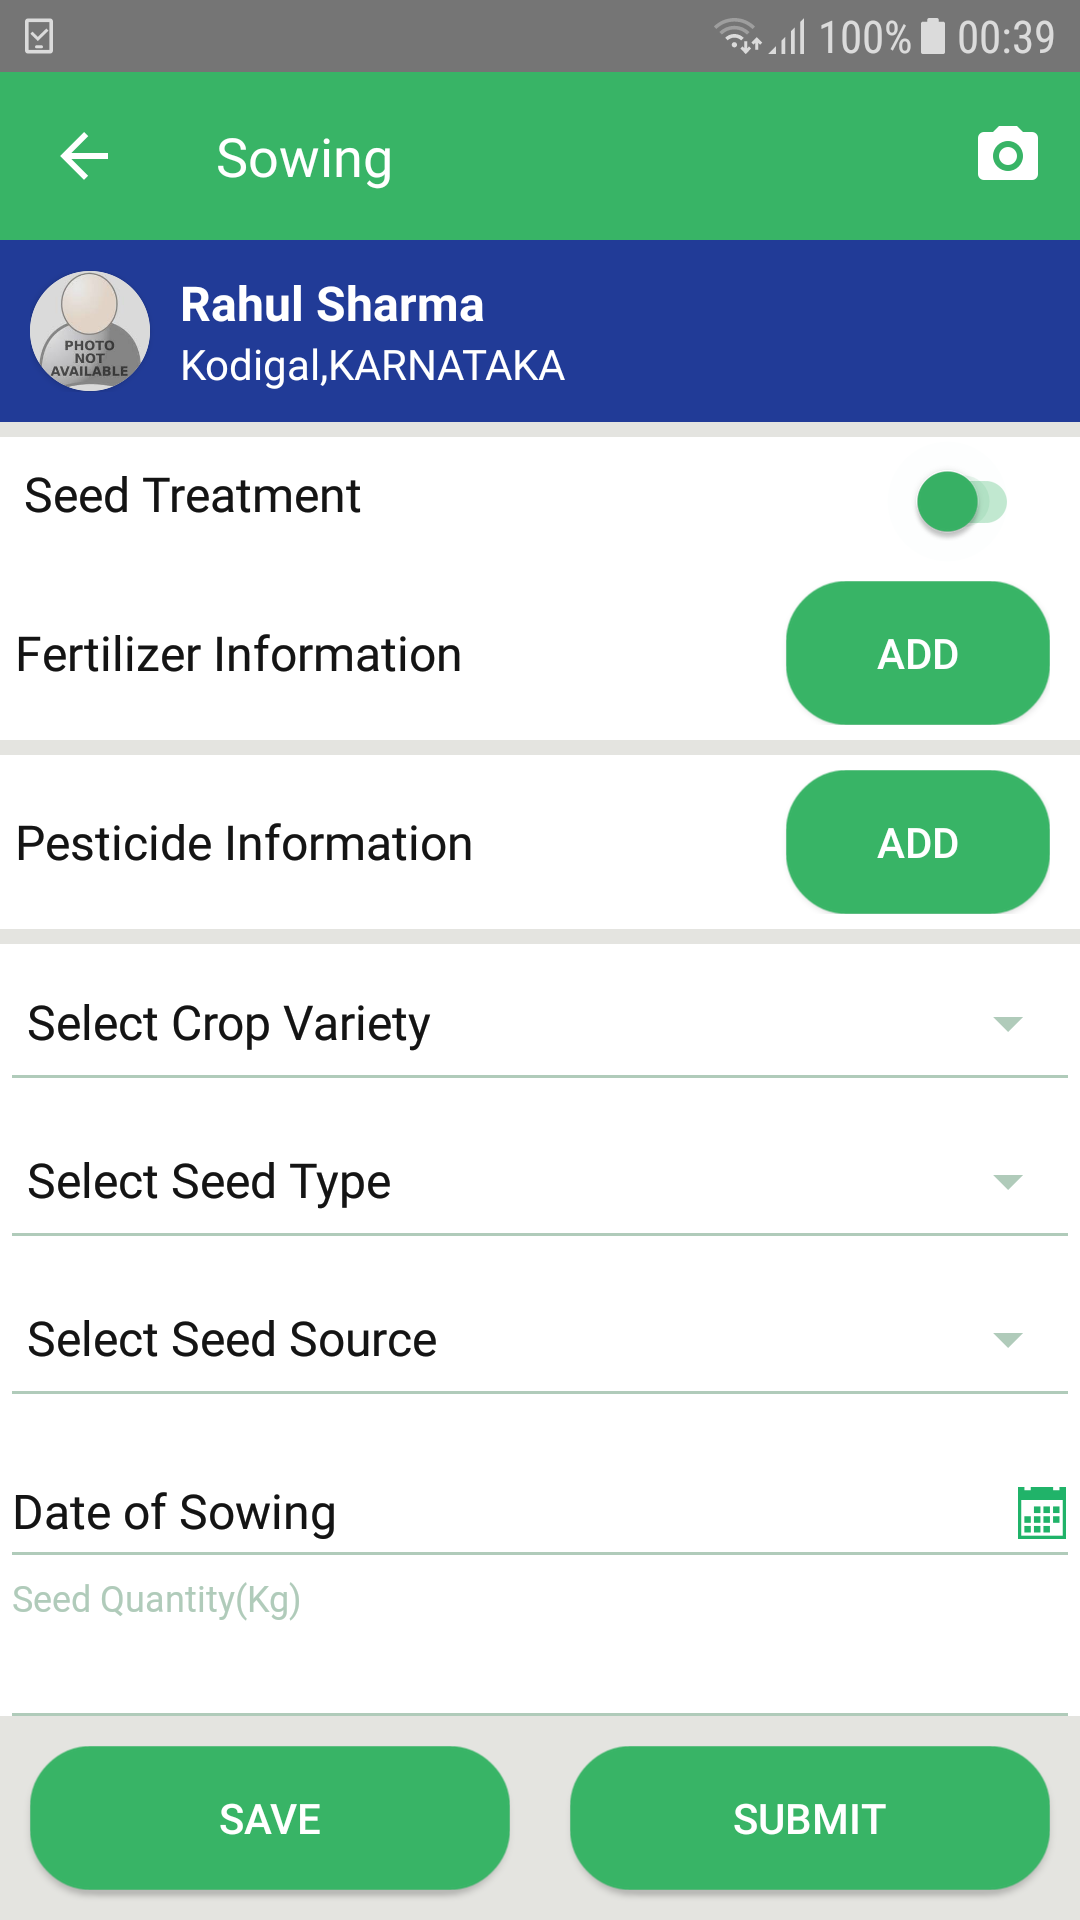 100% 00:39
Sowing
Rahul Sharma
PHOTO
NOT
AVAILABLE
Kodigal,KARNATAKA
Seed Treatment
Fertilizer Information ADD
Pesticide Information ADD
Select Crop Variety
Select Seed Type
Select Seed Source
Date of Sowing
Seed Quantity(Kg)
SAVE SUBMIT